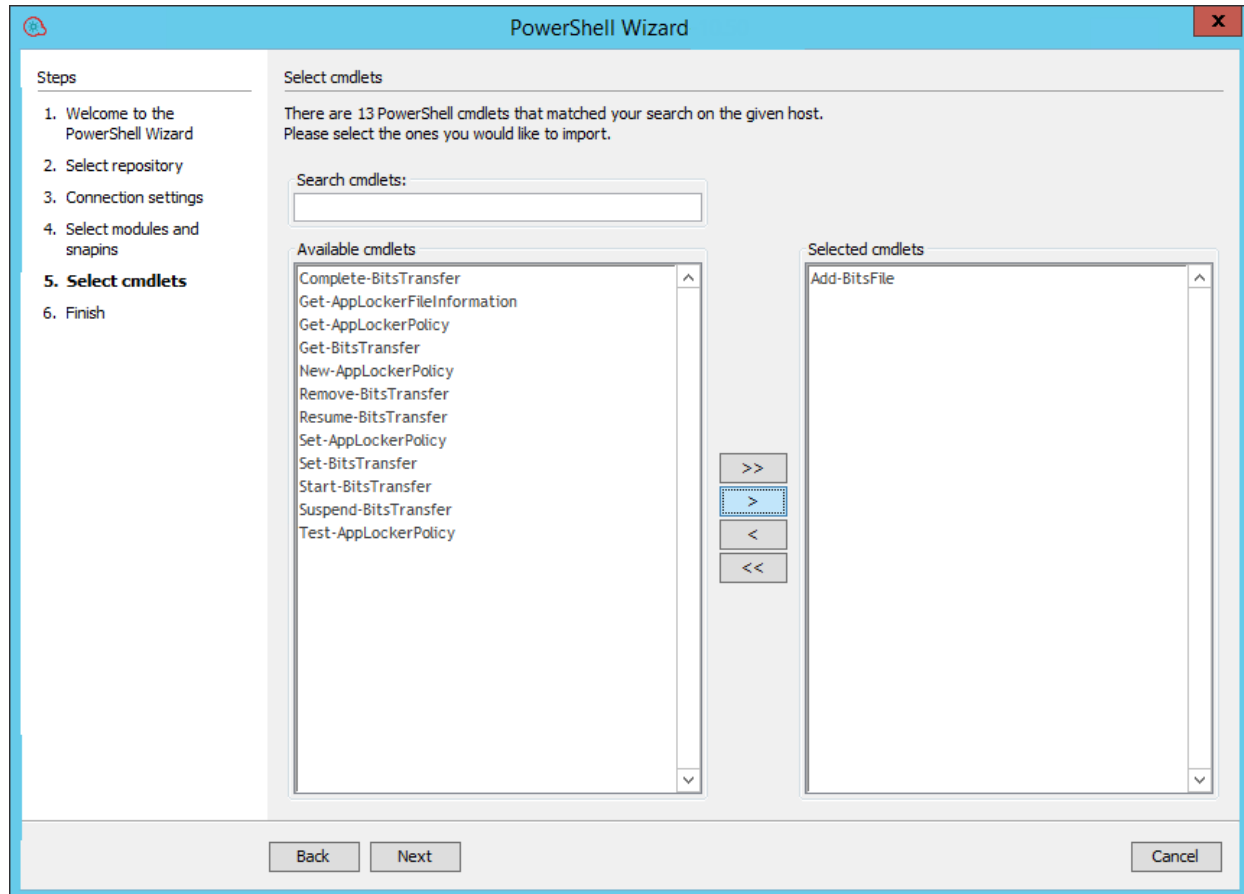 PowerShell Wizard
x
Steps
1. Welcome to the
PowerShell Wizard
2. Select repository
3. Connection settings
4. Select modules and
snapins
5. Select cmdlets
6. Finish
Select cmdlets
There are 13 PowerShell cmdlets that matched your search on the given host.
Please select the ones you would like to import.
Search cmdlets:
Available cmdlets
Complete-BitsTransfer
Get-AppLockerFileInformation
Get-AppLockerPolicy
Get-BitsTransfer
New-AppLockerPolicy
Remove-BitsTransfer
Resume-BitsTransfer
Set-AppLockerPolicy
Set-BitsTransfer
Start-BitsTransfer
Suspend-BitsTransfer
Test-AppLockerPolicy
>>
>
<
<<
Selected cmdlets
Add-BitsFile
Back
Next
Cancel